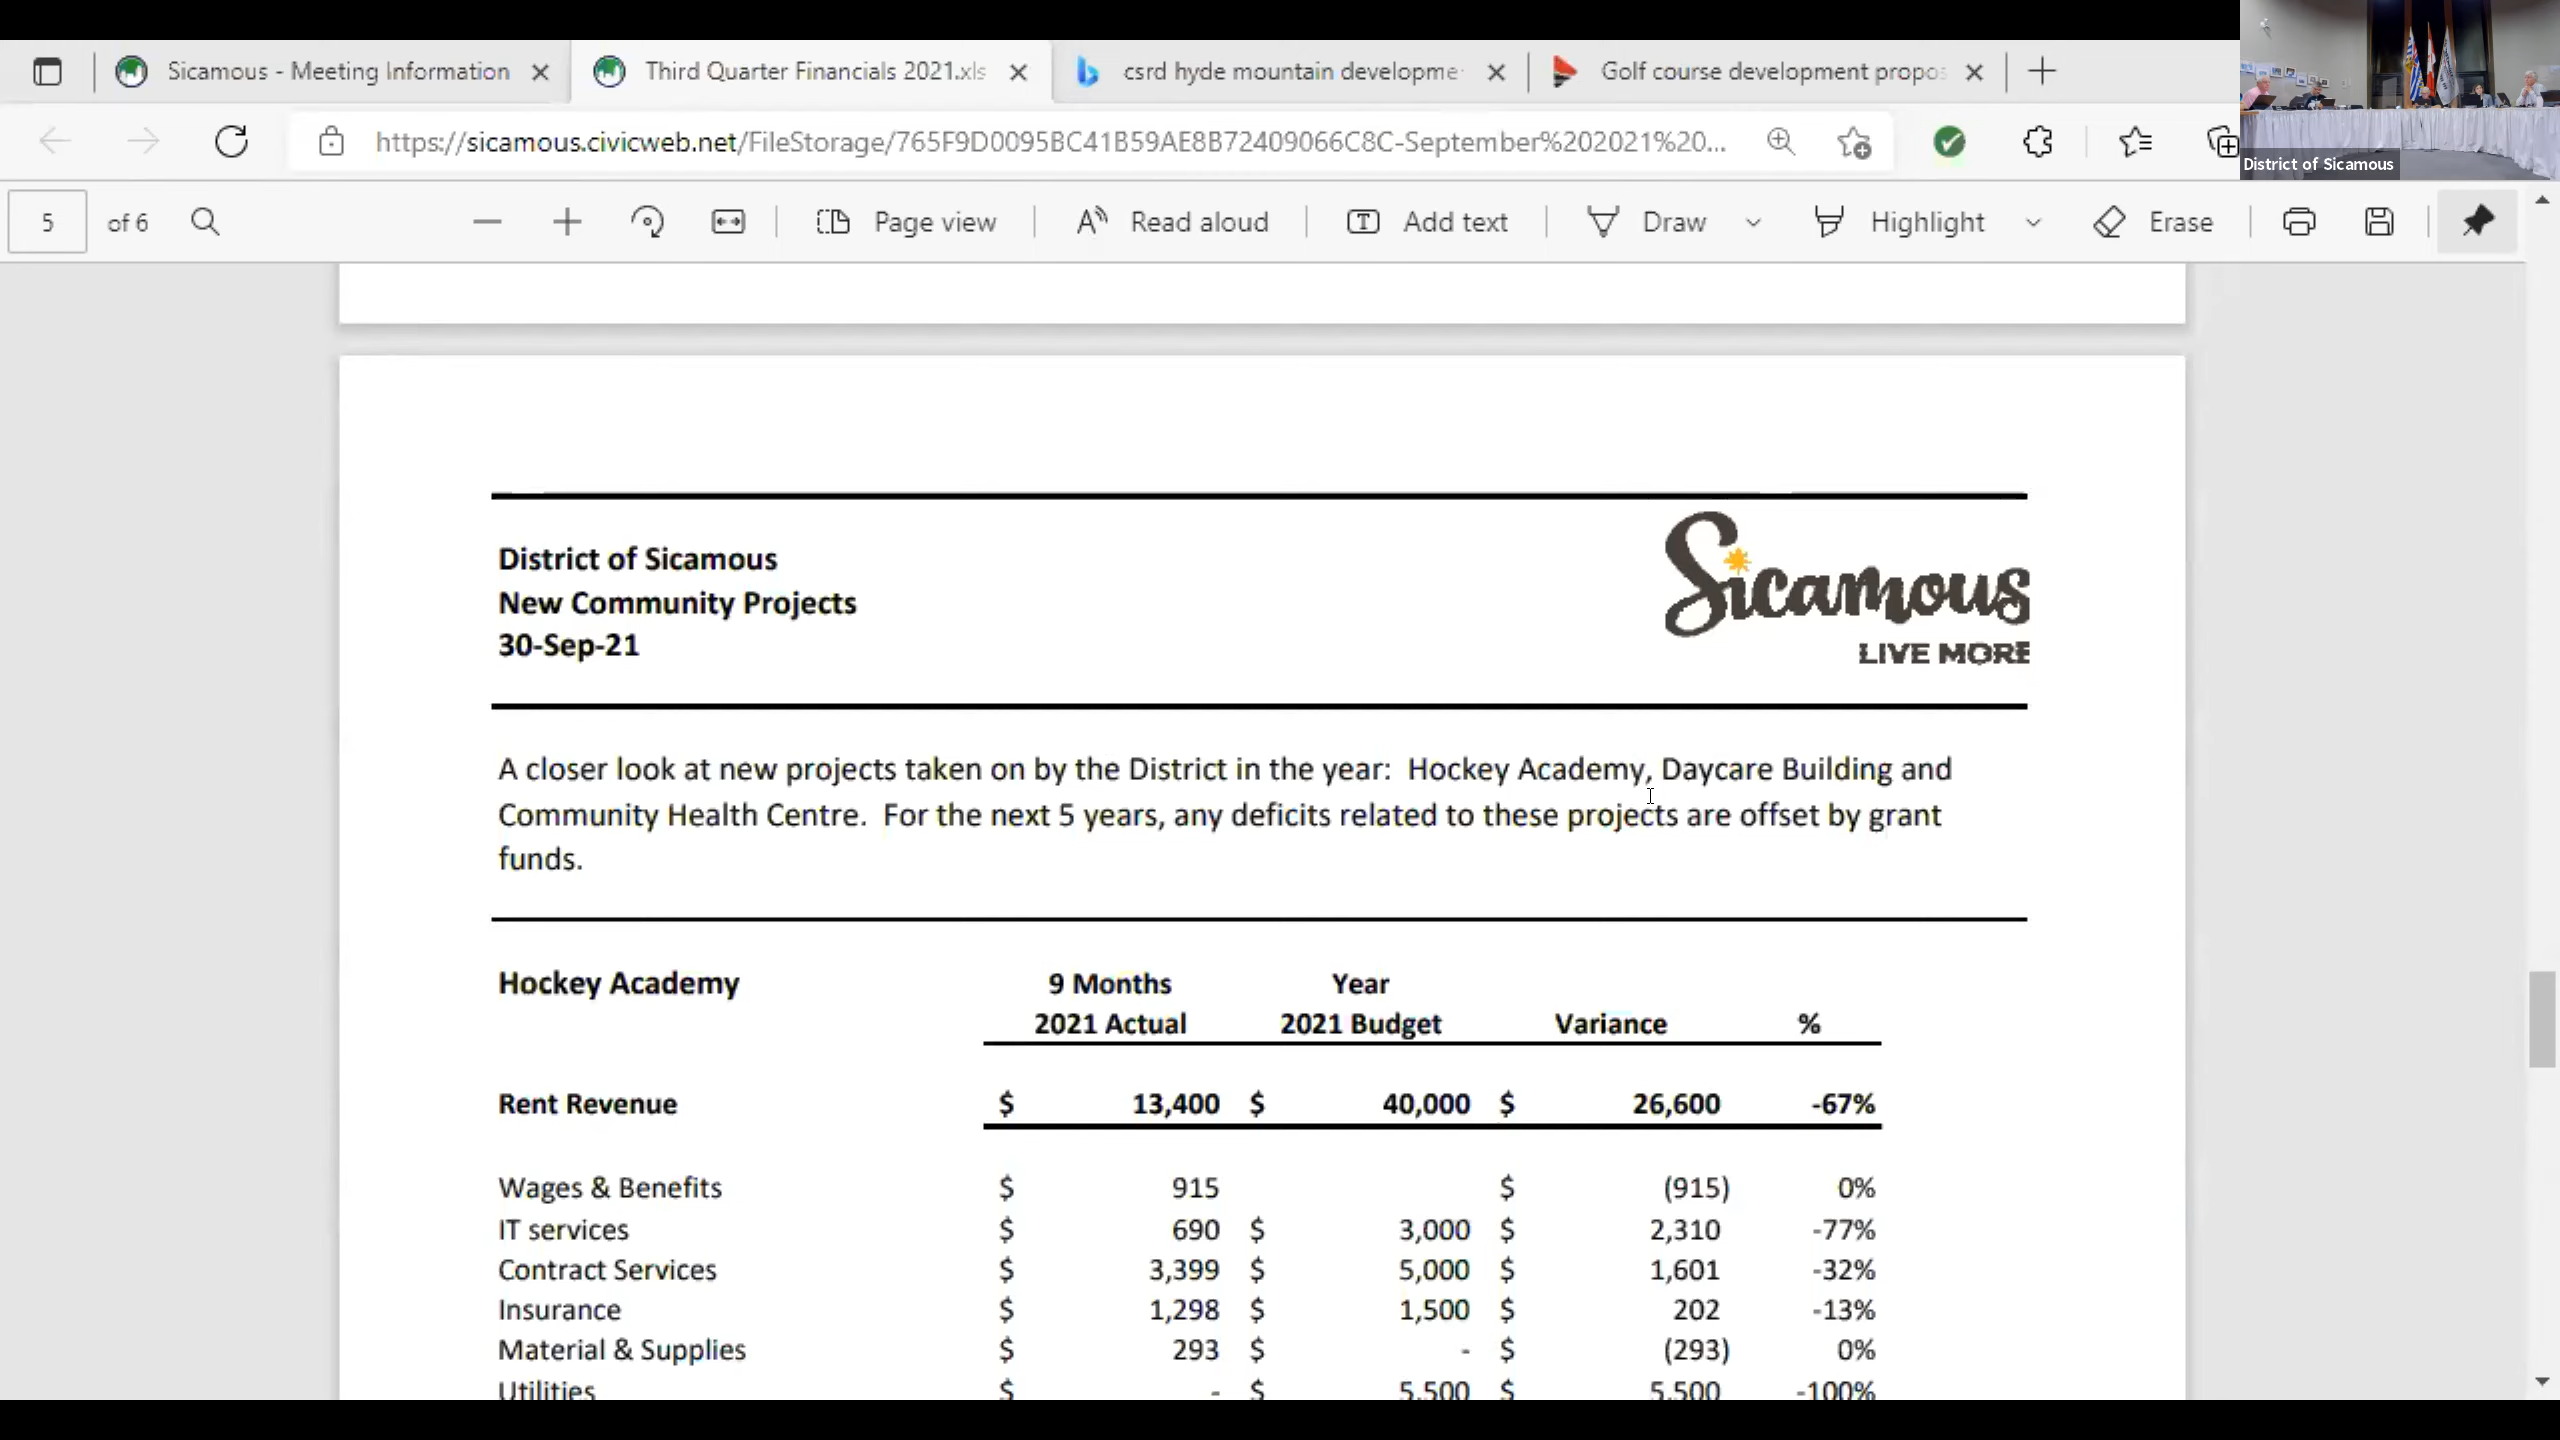 Sicamous - Meeting Information
Third Quarter Financials 2021.xls
csrd hyde mountain developme
Golf course development propos
https://sicamous.civicweb.net/FileStorage/765F9D0095BC41B59AE8B72409066C8C-September%202021%20...
District of Sicamous
5 of 6
Page view
Read aloud
Add text
Draw
Highlight
Erase
District of Sicamous
New Community Projects
30-Sep-21
Sicamous
LIVE MORE
A closer look at new projects taken on by the District in the year: Hockey Academy, Daycare Building and
Community Health Centre. For the next 5 years, any deficits related to these projects are offset by grant
funds.
Hockey Academy 9 Months Year
2021 Actual 2021 Budget Variance %
Rent Revenue $ 13,400 $ 40,000 $ 26,600 -67%
Wages & Benefits $ 915 $ (915) 0%
IT services $ 690 $ 3,000 $ 2,310 -77%
Contract Services $ 3,399 $ 5,000 $ 1,601 -32%
Insurance $ 1,298 $ 1,500 $ 202 -13%
Material & Supplies $ 293 $ - $ (293) 0%
Utilities $ - $ 5,500 $ 5,500 -100%